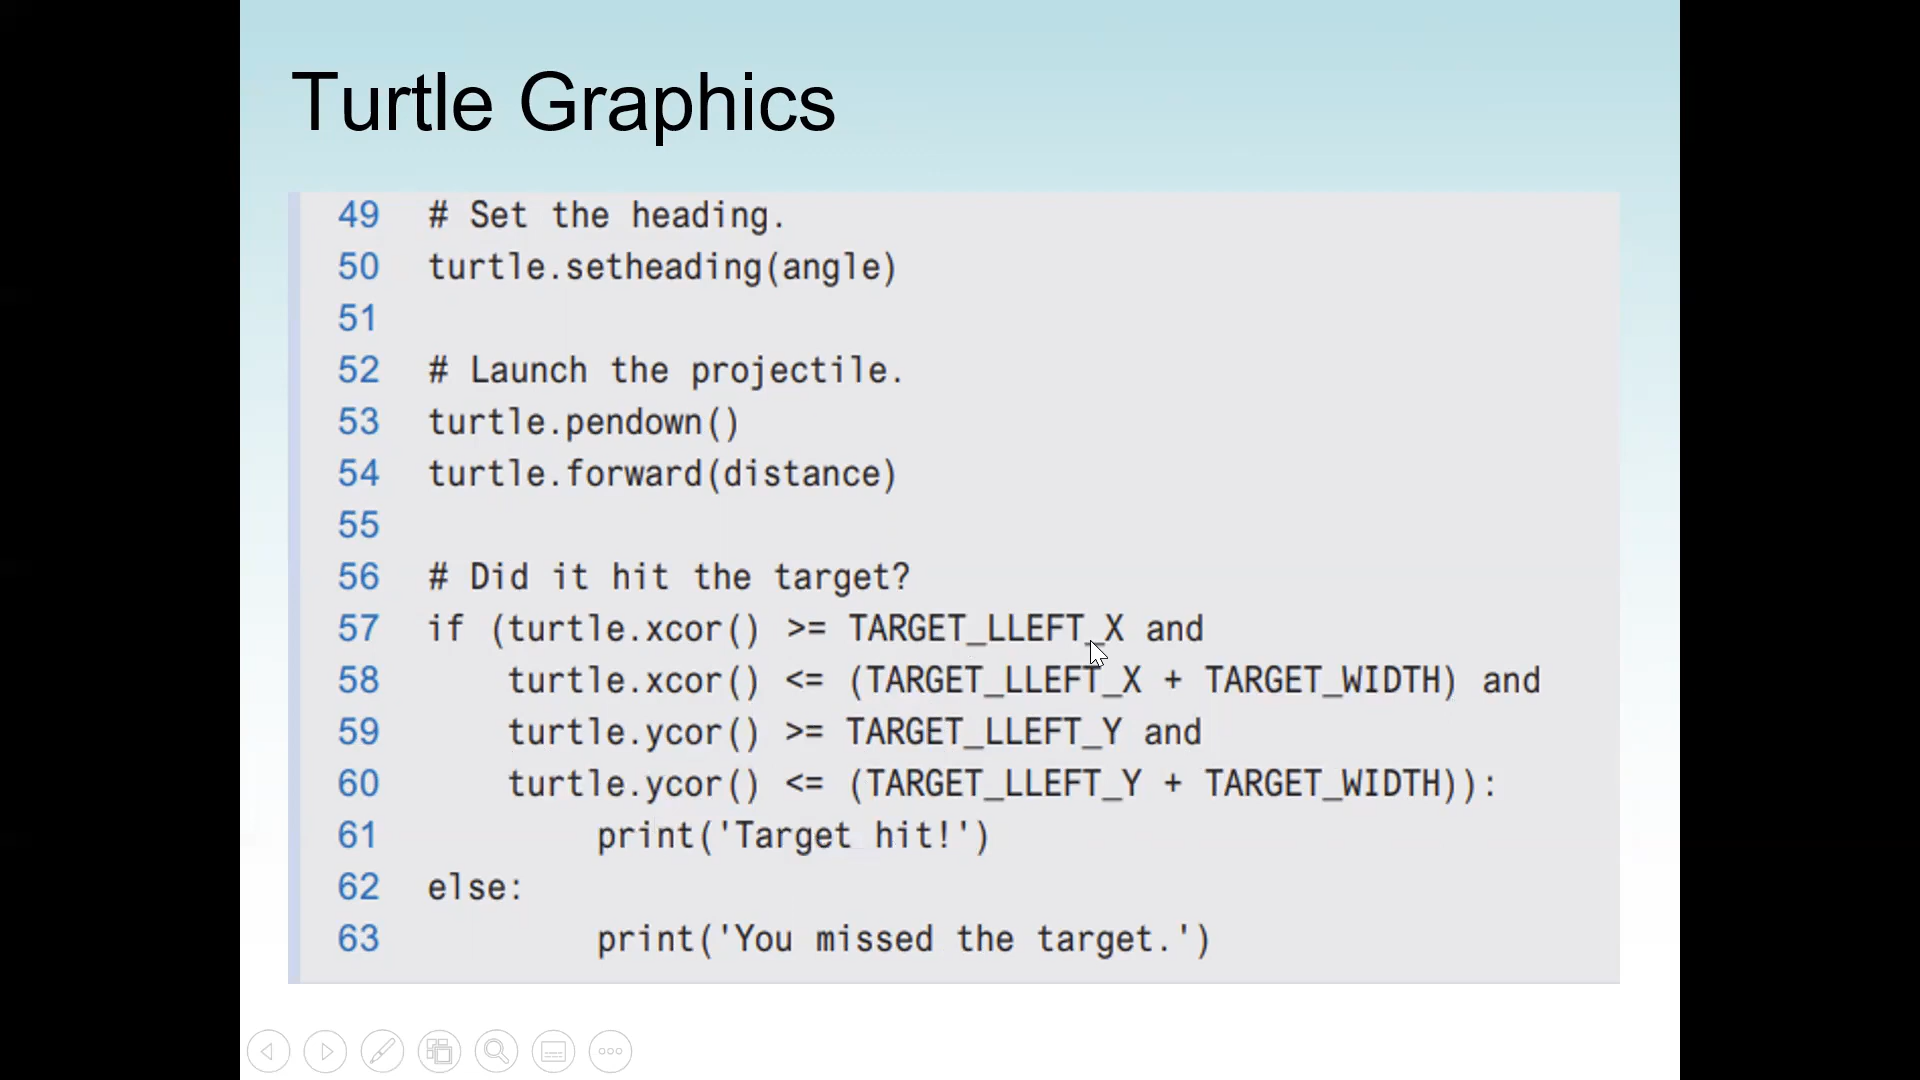 Turtle Graphics
49 # Set the heading.
50 turtle.setheading(angle)
51
52 # Launch the projectile.
53 turtle.pendown()
54 turtle.forward(distance)
55
56 # Did it hit the target?
57 if (turtle.xcor() >= TARGET_LLEFT_X and
58     turtle.xcor() <= (TARGET_LLEFT_X + TARGET_WIDTH) and
59     turtle.ycor() >= TARGET_LLEFT_Y and
60     turtle.ycor() <= (TARGET_LLEFT_Y + TARGET_WIDTH)):
61         print('Target hit!')
62 else:
63         print('You missed the target.')